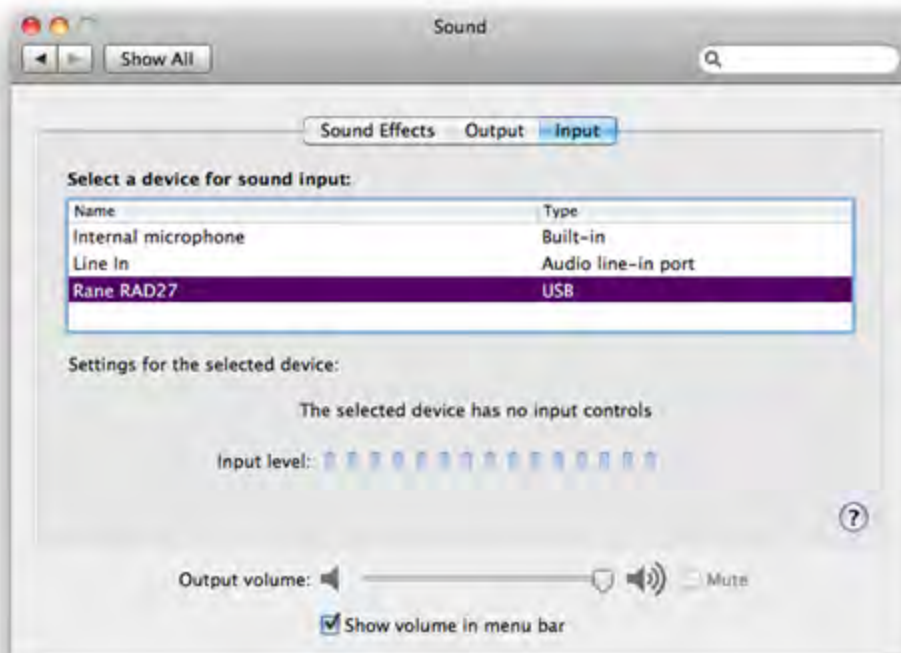 Sound
Show All
Sound Effects Output Input
Select a device for sound input:
Name Type
Internal microphone Built-in
Line In Audio line-in port
Rane RAD27 USB
Settings for the selected device:
The selected device has no input controls
Input level:
?
Output volume: Mute
Show volume in menu bar